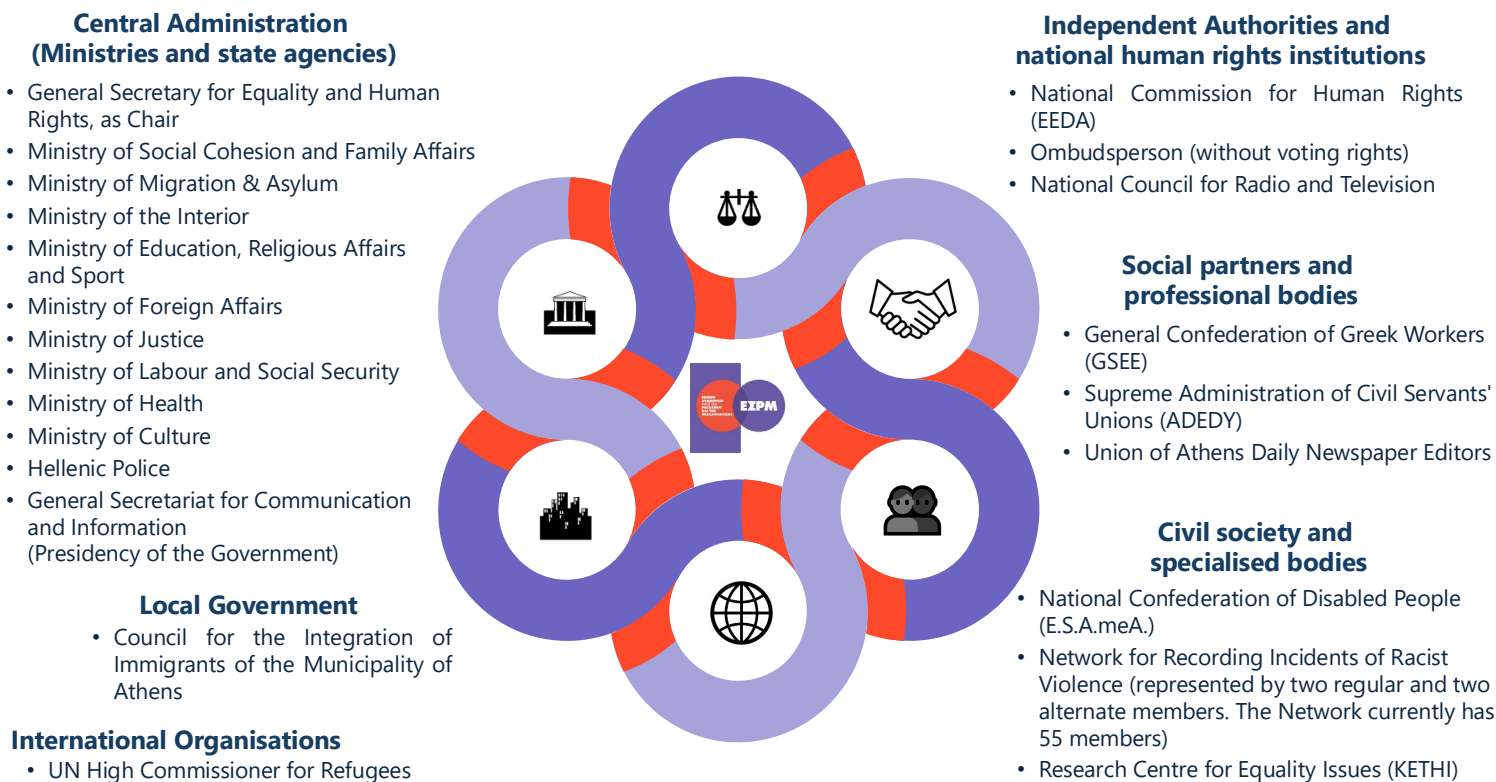 Central Administration
(Ministries and state agencies)
• General Secretary for Equality and Human
Rights, as Chair
• Ministry of Social Cohesion and Family Affairs
• Ministry of Migration & Asylum
• Ministry of the Interior
• Ministry of Education, Religious Affairs
and Sport
• Ministry of Foreign Affairs
• Ministry of Justice
• Ministry of Labour and Social Security
• Ministry of Health
• Ministry of Culture
• Hellenic Police
• General Secretariat for Communication
and Information
(Presidency of the Government)
Local Government
• Council for the Integration of
Immigrants of the Municipality of
Athens
International Organisations
• UN High Commissioner for Refugees
ΕΣΡΜ
Independent Authorities and
national human rights institutions
• National Commission for Human Rights
(EEDA)
• Ombudsperson (without voting rights)
• National Council for Radio and Television
Social partners and
professional bodies
• General Confederation of Greek Workers
(GSEE)
• Supreme Administration of Civil Servants'
Unions (ADEDY)
• Union of Athens Daily Newspaper Editors
Civil society and
specialised bodies
• National Confederation of Disabled People
(E.S.A.meA.)
• Network for Recording Incidents of Racist
Violence (represented by two regular and two
alternate members. The Network currently has
55 members)
• Research Centre for Equality Issues (KETHI)